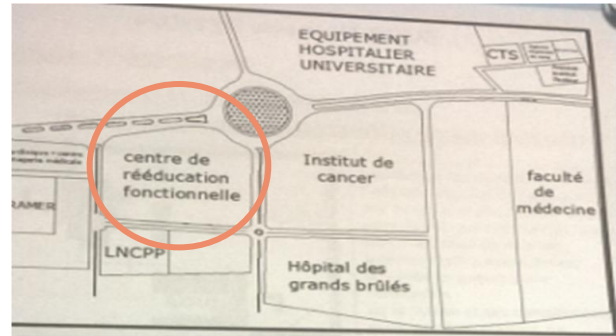 EQUIPEMENT
HOSPITALIER
UNIVERSITAIRE
CTS
centre de
rééducation
fonctionnelle
Institut de
cancer
faculté
de
médecine
RAMER
LNCPP
Hôpital des
grands brûlés